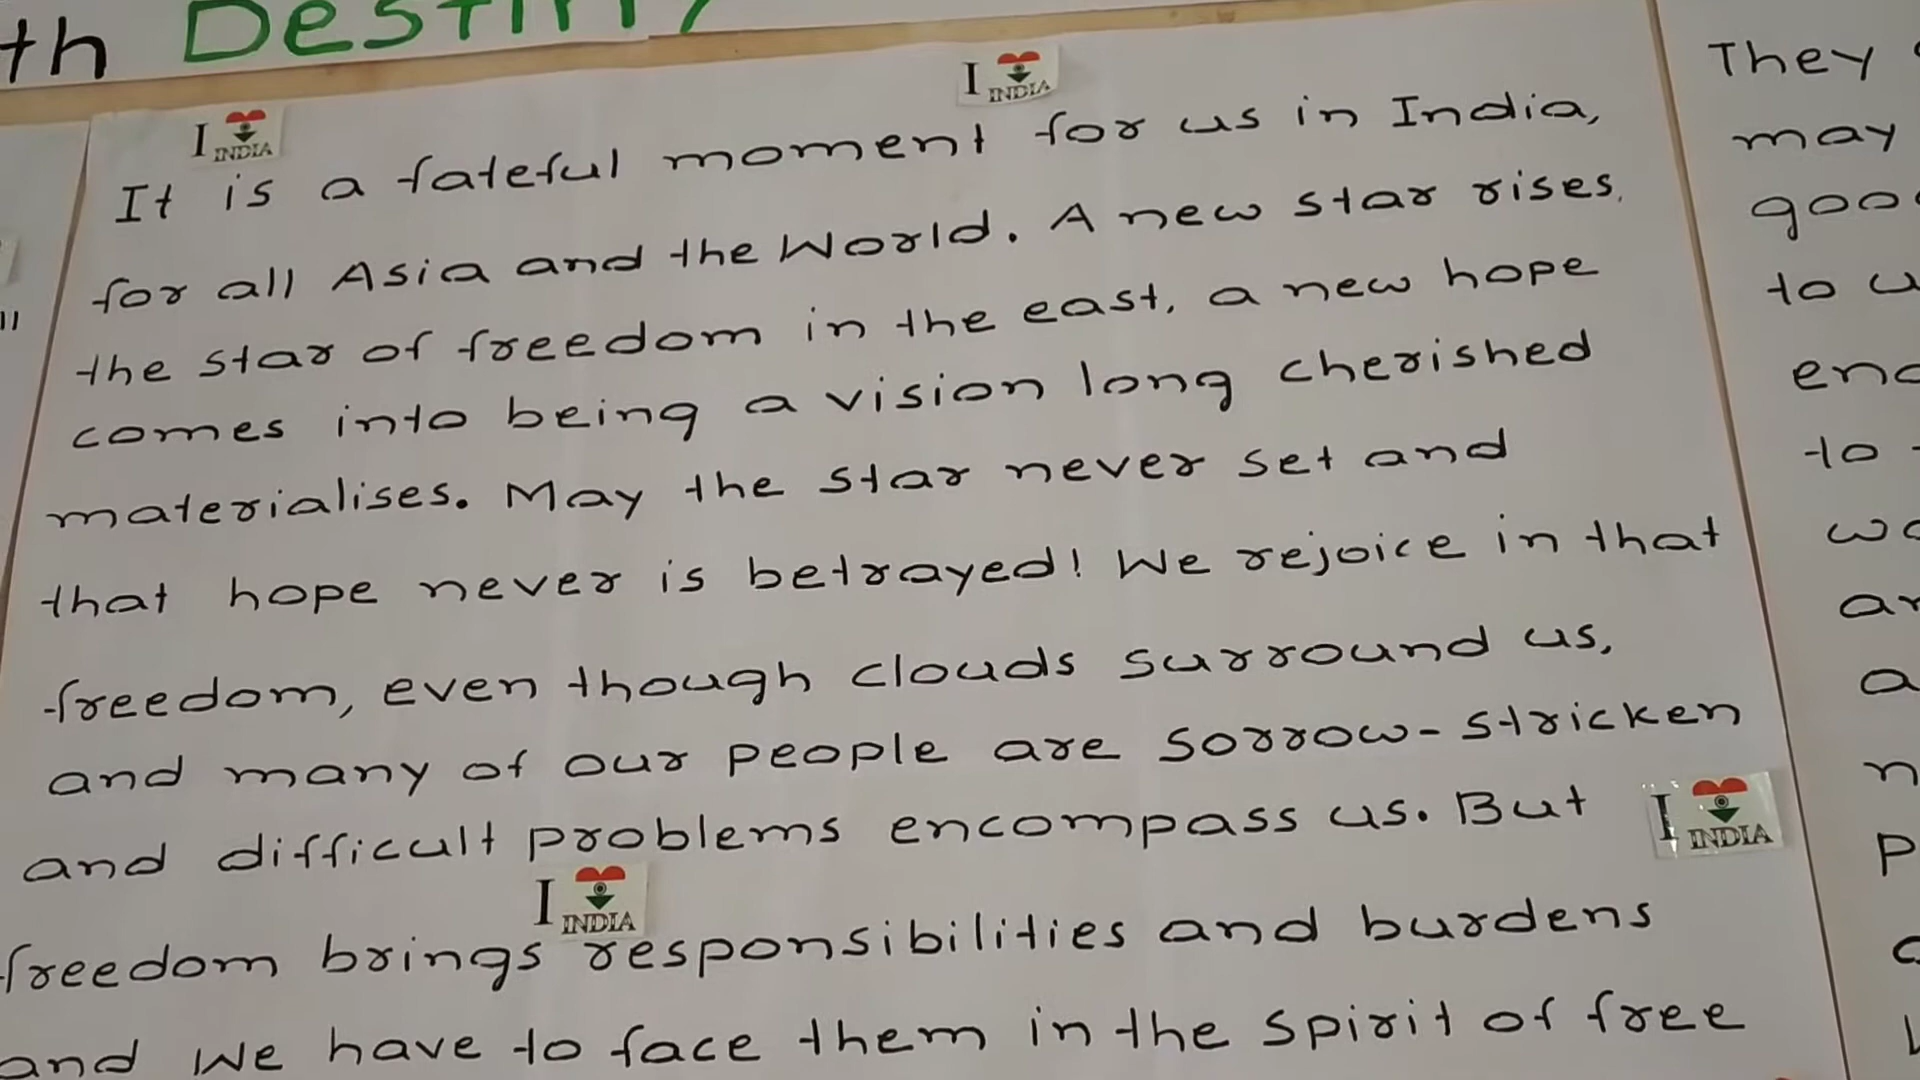 th Destiny
I INDIA
I INDIA
It is a fateful moment for us in India,
for all Asia and the World. A new star rises,
the star of freedom in the east, a new hope
comes into being a vision long cherished
materialises. May the star never set and
that hope never is betrayed! We rejoice in that
freedom, even though clouds surround us,
and many of our people are sorrow-stricken
and difficult problems encompass us. But
I INDIA
I INDIA
freedom brings responsibilities and burdens
and we have to face them in the spirit of free
They
may
to